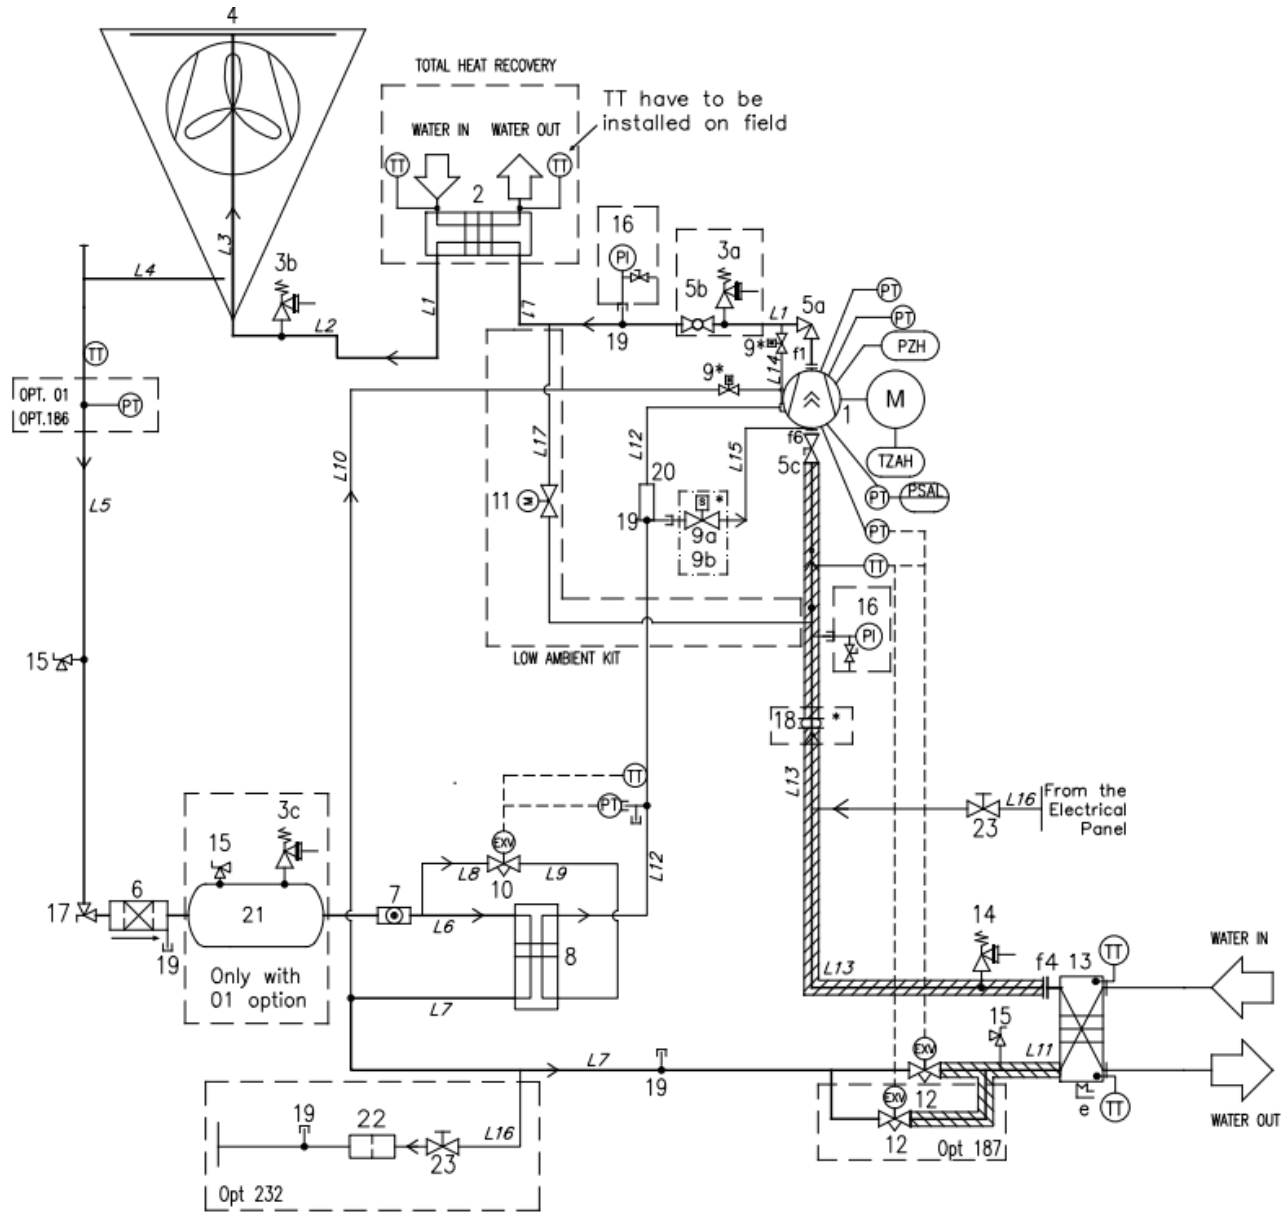 4
TOTAL HEAT RECOVERY
TT have to be
installed on field
WATER IN
WATER OUT
TT
TT
2
L3
L4
3b
L1
L1
L2
16
PI
19
3a
5b
L1
5a
9*
f1
L14
9*
PT
PT
PZH
1
M
TZAH
PSAL
PT
PT
TT
OPT. 01
OPT.186
TT
PT
L5
L10
L17
L12
L15
f6
5c
11
M
20
19
S
*
9a
9b
16
PI
LOW AMBIENT KIT
15
18
*
L13
L16
23
From the
Electrical
Panel
TT
PT
L12
17
6
19
15
3c
21
Only with
01 option
7
L8
EXV
10
L9
L6
8
L7
L7
19
14
L13
f4
13
TT
WATER IN
15
L11
EXV
12
EXV
12
e
TT
WATER OUT
Opt 187
19
22
23
L16
Opt 232